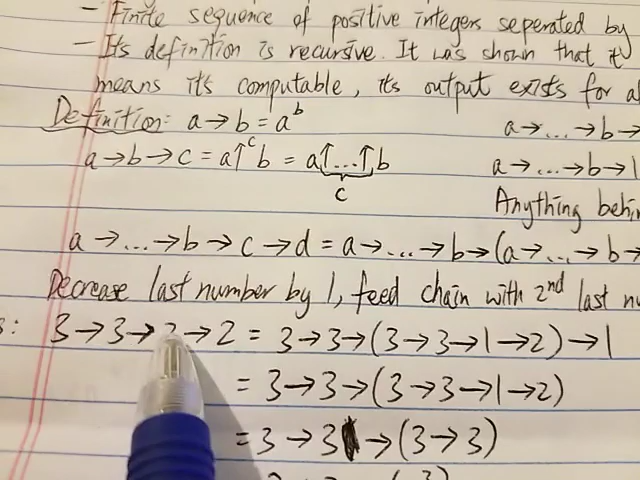 - Finite sequence of positive integers seperated by
- Its definition is recursive. It was shown that it
means its computable, its output exists for a
Definition: a→b = aᵇ
a→...→b→
a→b→c = a↑ᶜb = a↑...↑b
a→...→b→1
c
Anything behin
a→...→b→c→d = a→...→b→(a→...→b→
Decrease last number by 1, feed chain with 2nd last nu
: 3→3→ →2 = 3→3→(3→3→1→2)→1
= 3→3→(3→3→1→2)
= 3→3 →(3→3)